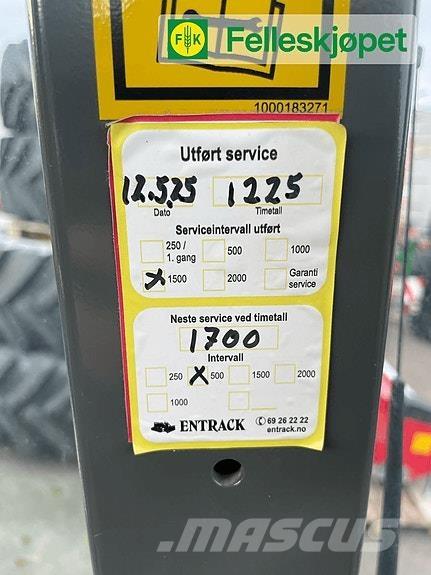 FK Felleskjøpet
1000183271
Utført service
12.5.25 1225
Dato Timetall
Serviceintervall utført
250 / 1. gang 500 1000
X 1500 2000 Garanti service
Neste service ved timetall
1700
Intervall
250 X 500 1500 2000
1000
ENTRACK ✆ 69 26 22 22
entrack.no
MASCUS